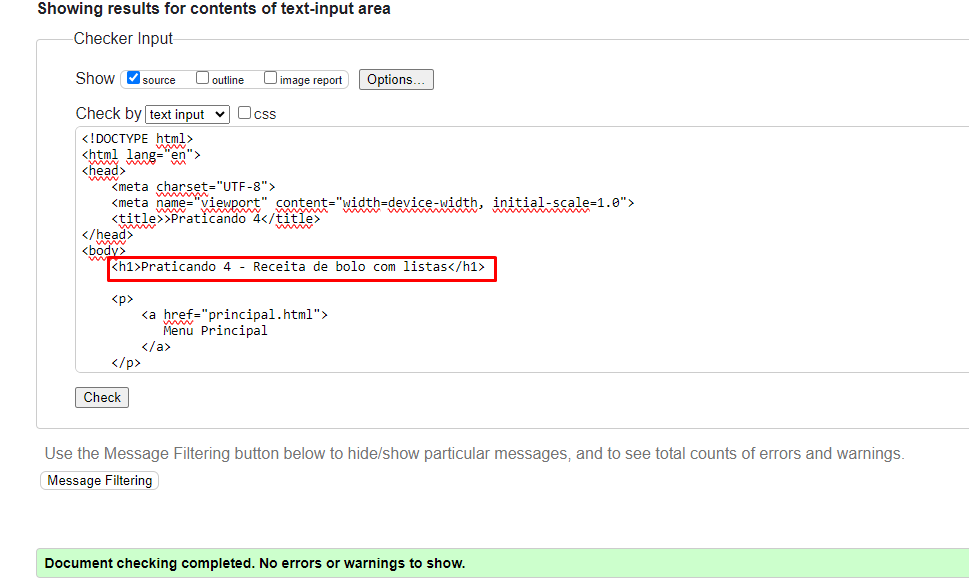 Showing results for contents of text-input area
Checker Input
Show source outline image report Options...
Check by text input css
<!DOCTYPE html>
<html lang="en">
<head>
    <meta charset="UTF-8">
    <meta name="viewport" content="width=device-width, initial-scale=1.0">
    <title>>Praticando 4</title>
</head>
<body>
    <h1>Praticando 4 - Receita de bolo com listas</h1>
    <p>
        <a href="principal.html">
           Menu Principal
        </a>
    </p>
Check
Use the Message Filtering button below to hide/show particular messages, and to see total counts of errors and warnings.
Message Filtering
Document checking completed. No errors or warnings to show.